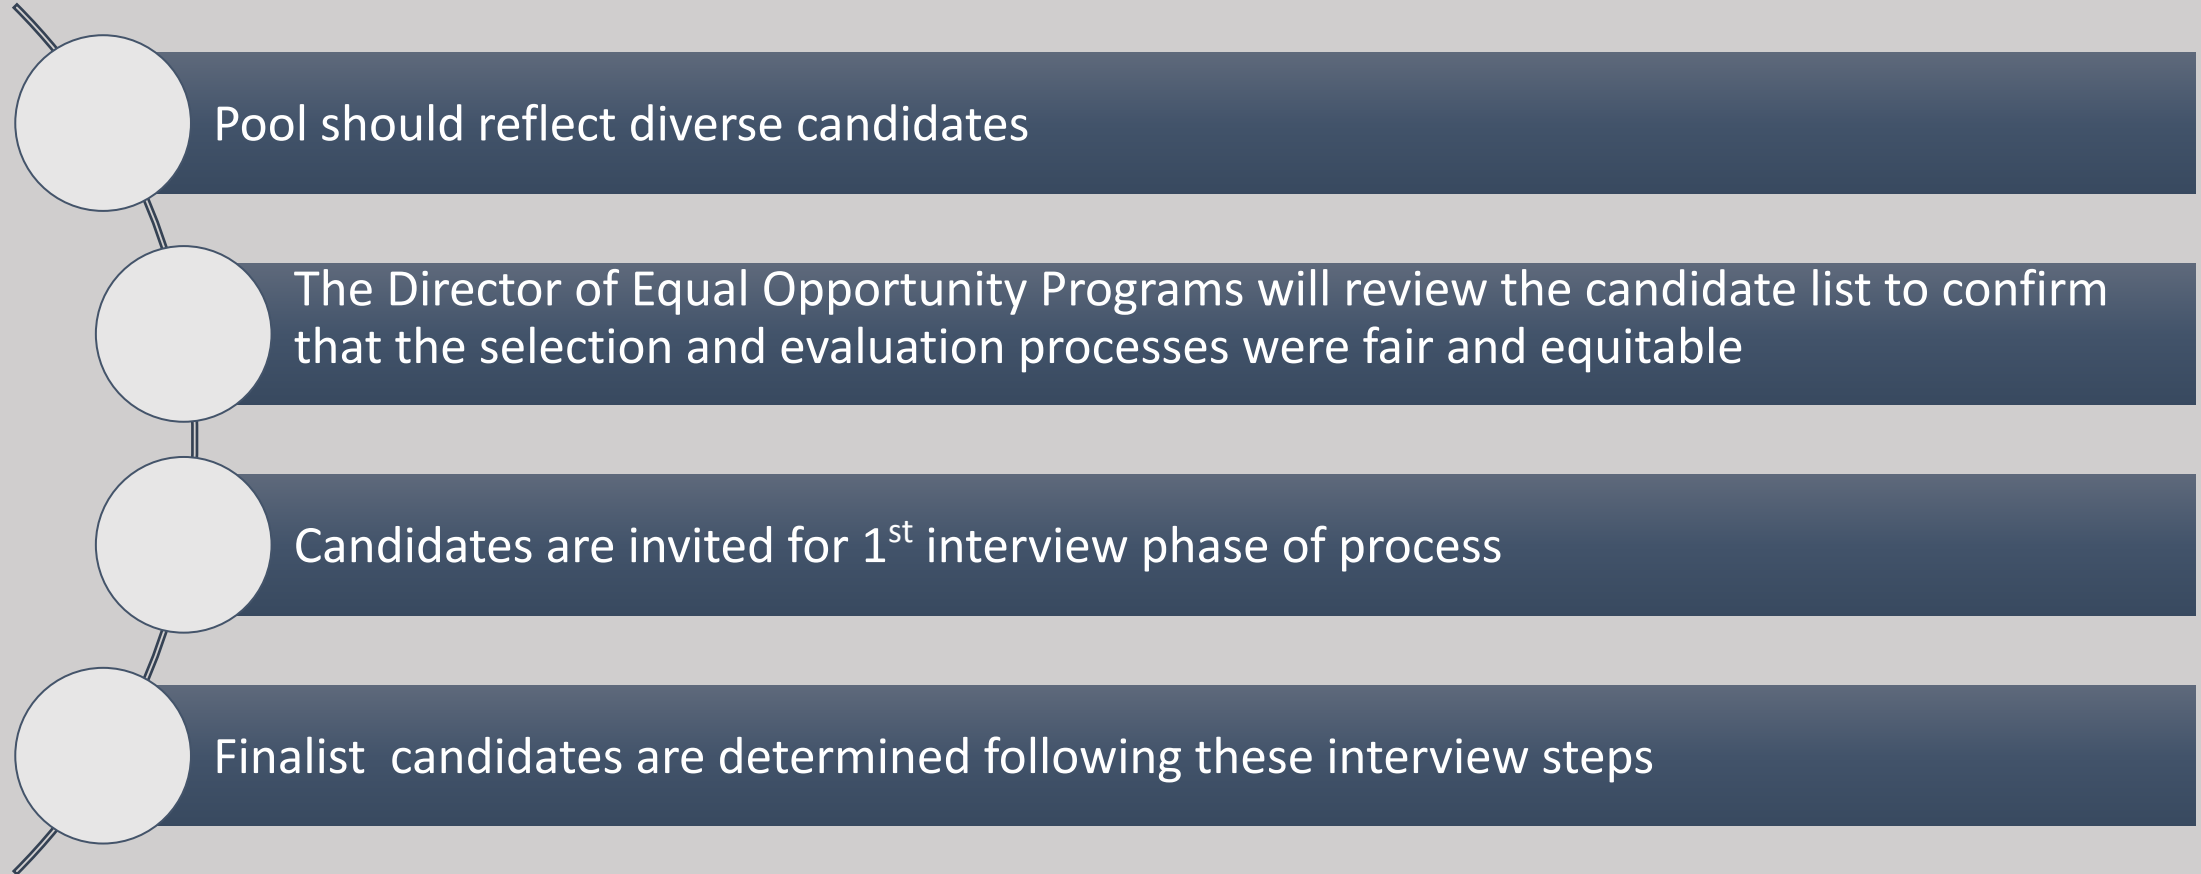 Pool should reflect diverse candidates
The Director of Equal Opportunity Programs will review the candidate list to confirm
that the selection and evaluation processes were fair and equitable
Candidates are invited for 1st interview phase of process
Finalist  candidates are determined following these interview steps